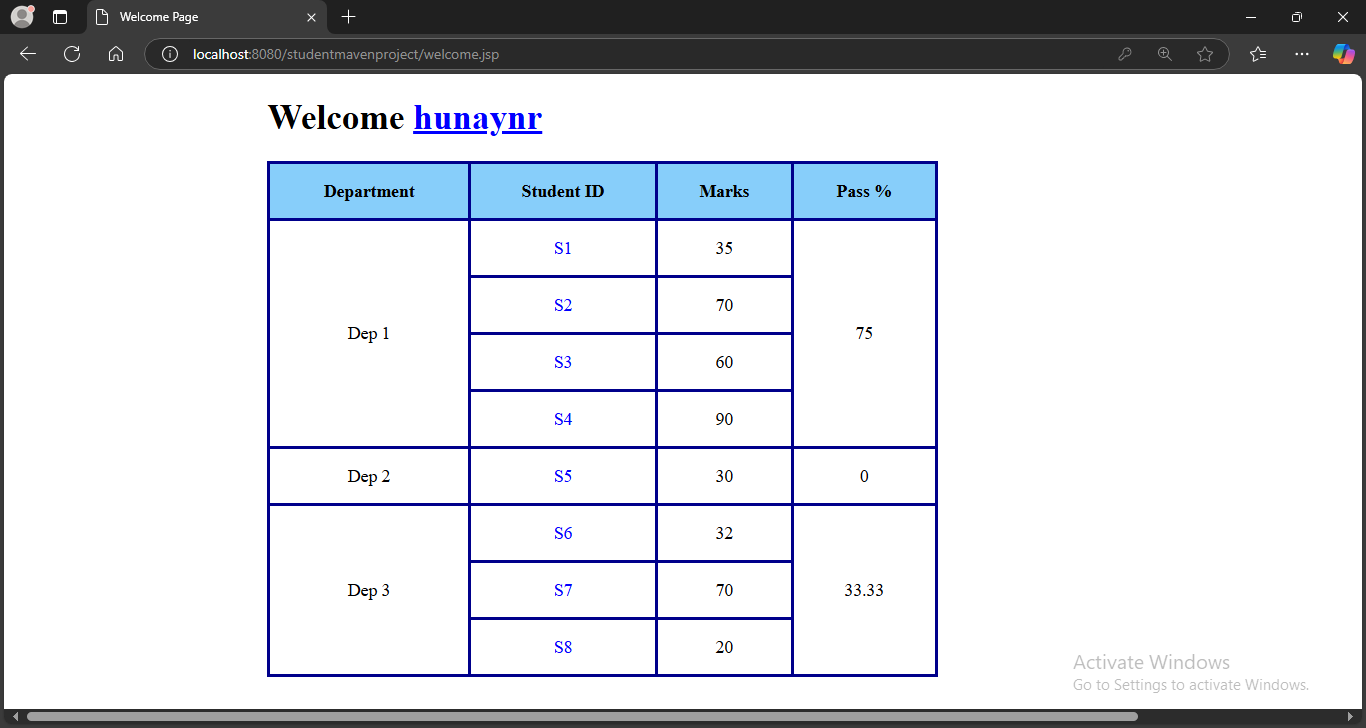 Welcome Page
localhost:8080/studentmavenproject/welcome.jsp
Welcome hunaynr
Department Student ID Marks Pass %
S1 35
S2 70
Dep 1 75
S3 60
S4 90
Dep 2 S5 30 0
S6 32
Dep 3 S7 70 33.33
S8 20
Activate Windows
Go to Settings to activate Windows.